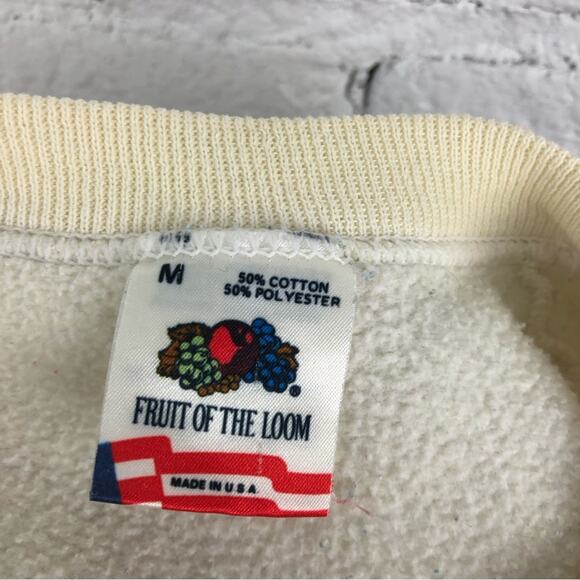 M
50% COTTON
50% POLYESTER
®
FRUIT OF THE LOOM
MADE IN U S A